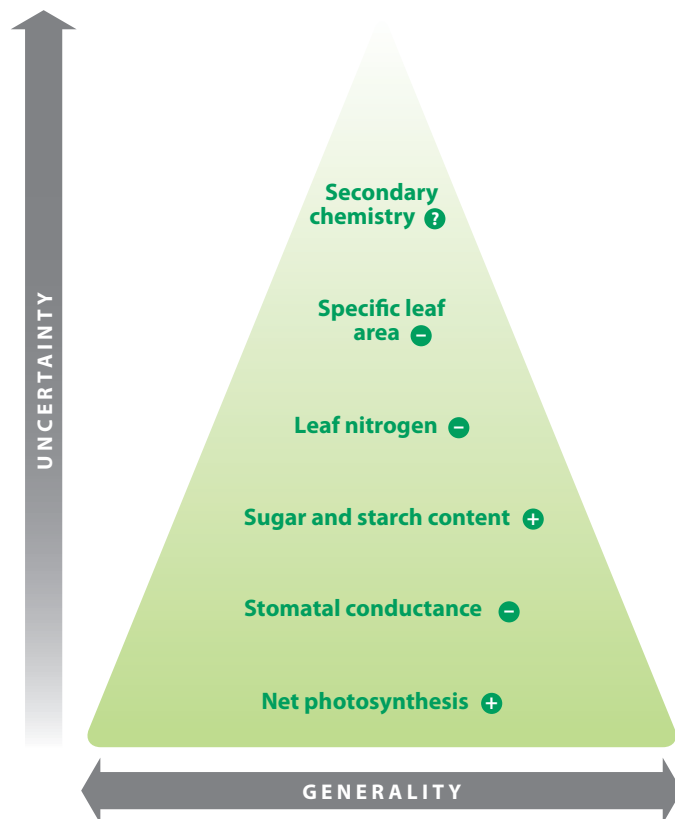 Secondary
chemistry ?
Specific leaf
area −
Leaf nitrogen −
Sugar and starch content +
Stomatal conductance −
Net photosynthesis +
UNCERTAINTY
GENERALITY